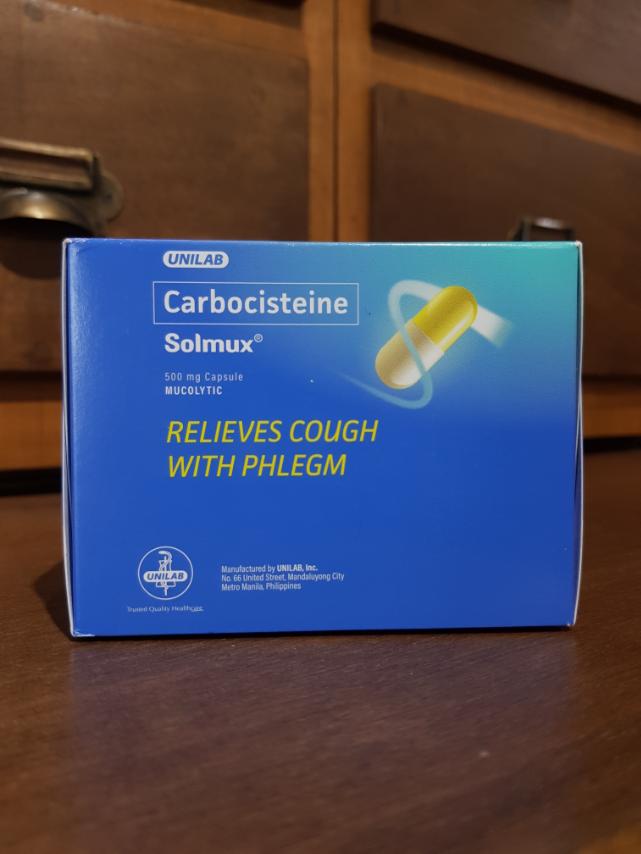 UNILAB
Carbocisteine
Solmux®
500 mg Capsule
MUCOLYTIC
RELIEVES COUGH
WITH PHLEGM
UNILAB
Trusted Quality Healthcare
Manufactured by UNILAB, Inc.
No. 66 United Street, Mandaluyong City
Metro Manila, Philippines